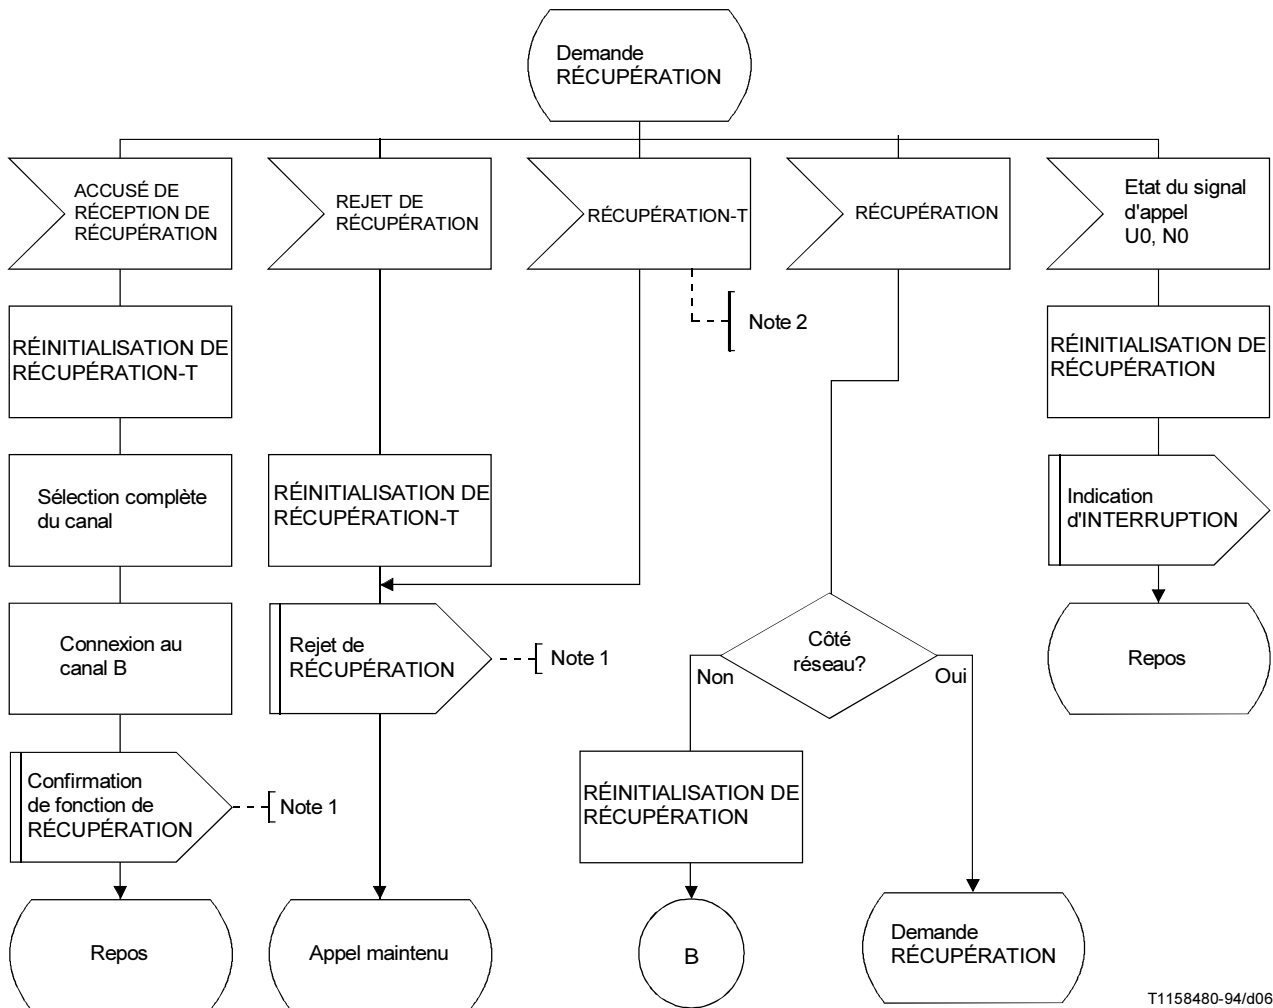 Demande
RÉCUPÉRATION
ACCUSÉ DE
RÉCEPTION DE
RÉCUPÉRATION
REJET DE
RÉCUPÉRATION
RÉCUPÉRATION-T
RÉCUPÉRATION
Etat du signal
d'appel
U0, N0
Note 2
RÉINITIALISATION DE
RÉCUPÉRATION-T
RÉINITIALISATION DE
RÉCUPÉRATION
Sélection complète
du canal
RÉINITIALISATION DE
RÉCUPÉRATION-T
Indication
d'INTERRUPTION
Connexion au
canal B
Rejet de
RÉCUPÉRATION
Note 1
Côté
réseau?
Non
Oui
Repos
Confirmation
de fonction de
RÉCUPÉRATION
Note 1
RÉINITIALISATION DE
RÉCUPÉRATION
Repos
Appel maintenu
B
Demande
RÉCUPÉRATION
T1158480-94/d06